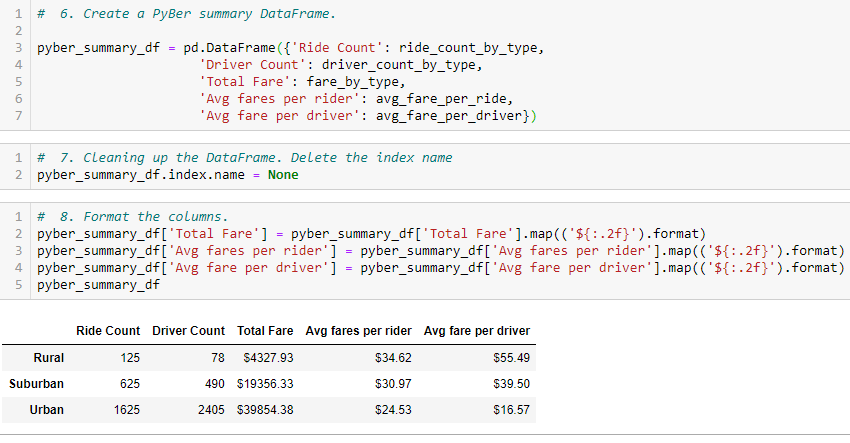 1 # 6. Create a PyBer summary DataFrame.
2
3 pyber_summary_df = pd.DataFrame({'Ride Count': ride_count_by_type,
4 'Driver Count': driver_count_by_type,
5 'Total Fare': fare_by_type,
6 'Avg fares per rider': avg_fare_per_ride,
7 'Avg fare per driver': avg_fare_per_driver})
1 # 7. Cleaning up the DataFrame. Delete the index name
2 pyber_summary_df.index.name = None
1 # 8. Format the columns.
2 pyber_summary_df['Total Fare'] = pyber_summary_df['Total Fare'].map(('${:.2f}').format)
3 pyber_summary_df['Avg fares per rider'] = pyber_summary_df['Avg fares per rider'].map(('${:.2f}').format)
4 pyber_summary_df['Avg fare per driver'] = pyber_summary_df['Avg fare per driver'].map(('${:.2f}').format)
5 pyber_summary_df
Ride Count Driver Count Total Fare Avg fares per rider Avg fare per driver
Rural 125 78 $4327.93 $34.62 $55.49
Suburban 625 490 $19356.33 $30.97 $39.50
Urban 1625 2405 $39854.38 $24.53 $16.57